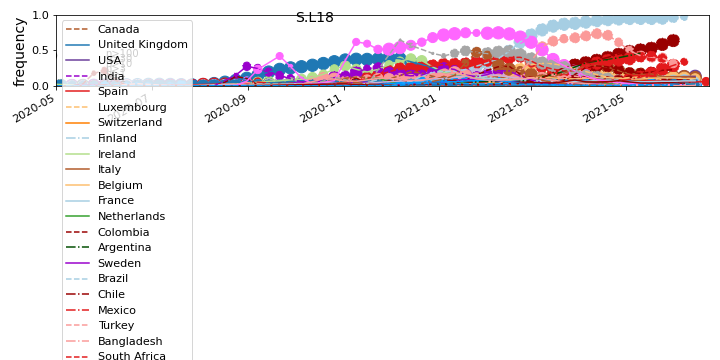 S.L18
frequency
1.0
0.5
0.0
2020-05
2020-09
2020-11
2021-01
2021-03
2021-05
Canada
United Kingdom
USA
India
Spain
Luxembourg
Switzerland
Finland
Ireland
Italy
Belgium
France
Netherlands
Colombia
Argentina
Sweden
Brazil
Chile
Mexico
Turkey
Bangladesh
South Africa